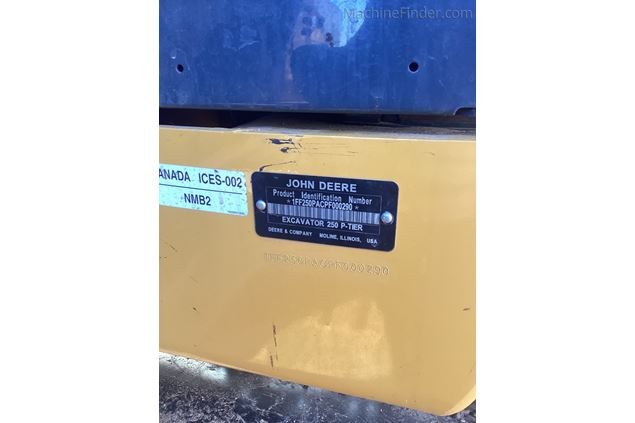 MachineFinder.com
ANADA ICES-002
NMB2
JOHN DEERE
Product Identification Number
*1FF250PACPF000290*
EXCAVATOR 250 P-TIER
DEERE & COMPANY MOLINE, ILLINOIS, USA
1FF250PACPF000290